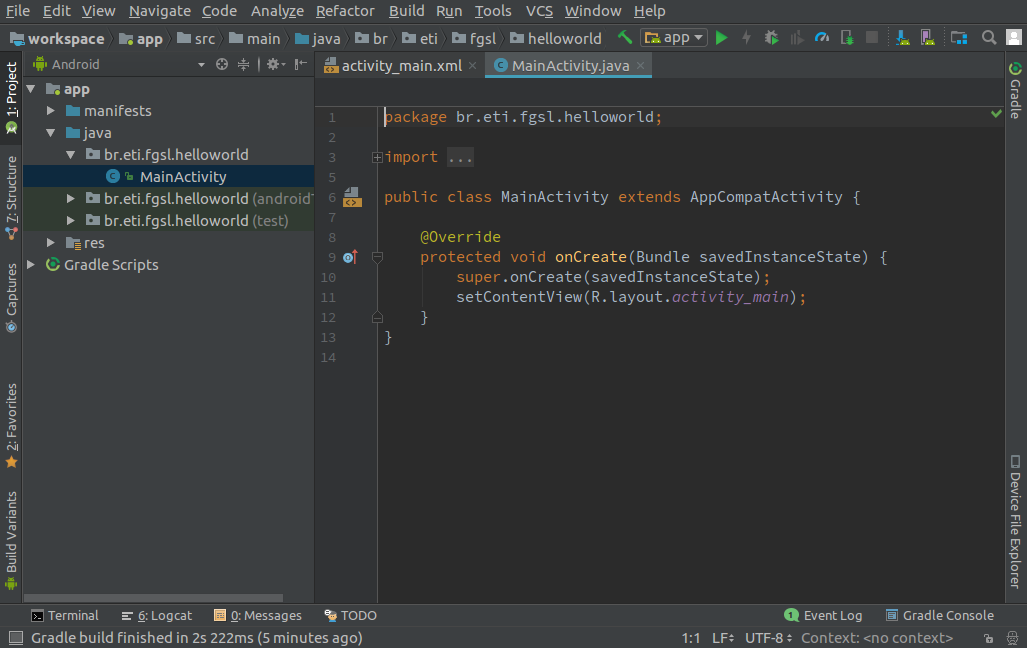 File Edit View Navigate Code Analyze Refactor Build Run Tools VCS Window Help
workspace app src main java br eti fgsl helloworld app
1: Project
7: Structure
Captures
2: Favorites
Build Variants
Android
app
manifests
java
br.eti.fgsl.helloworld
MainActivity
br.eti.fgsl.helloworld (android
br.eti.fgsl.helloworld (test)
res
Gradle Scripts
activity_main.xml MainActivity.java
1 package br.eti.fgsl.helloworld;
2
3 import ...
5
6 public class MainActivity extends AppCompatActivity {
7
8 @Override
9 protected void onCreate(Bundle savedInstanceState) {
10 super.onCreate(savedInstanceState);
11 setContentView(R.layout.activity_main);
12 }
13 }
14
Gradle
Device File Explorer
Terminal 6: Logcat 0: Messages TODO 1 Event Log Gradle Console
Gradle build finished in 2s 222ms (5 minutes ago) 1:1 LF UTF-8 Context: <no context>